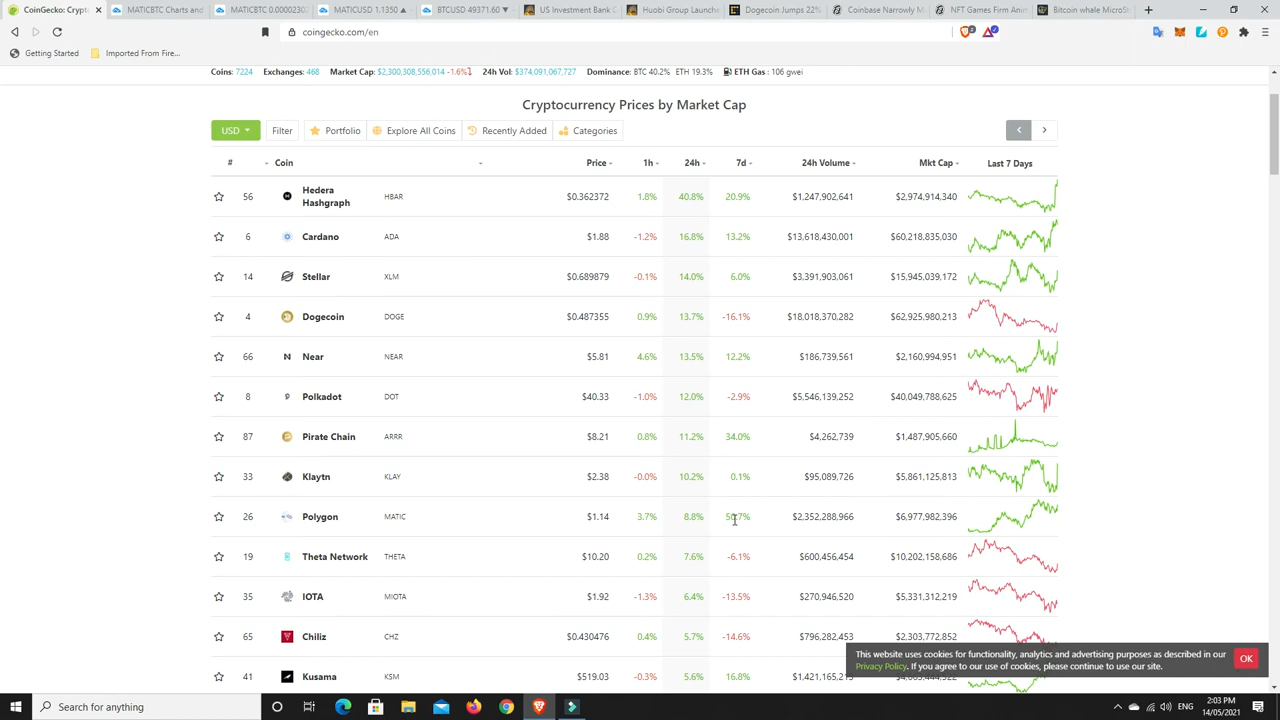 CoinGecko: Crypt
MATICBTC Charts and
MATICBTC 0.00002302
MATICUSD 1.1350 ▲
BTCUSD 49371.60 ▼
US Investment Bank C
Huobi Group Launche
Dogecoin Jumps 22%
Coinbase Narrowly M
NFT Games Firm Anim
Bitcoin whale MicroSt
coingecko.com/en
Getting Started
Imported From Fire...
Coins: 7224 Exchanges: 468 Market Cap: $2,300,308,556,014 -1.6% 24h Vol: $374,091,067,727 Dominance: BTC 40.2% ETH 19.3% ETH Gas : 106 gwei
Cryptocurrency Prices by Market Cap
USD Filter Portfolio Explore All Coins Recently Added Categories
# Coin Price 1h 24h 7d 24h Volume Mkt Cap Last 7 Days
56 Hedera Hashgraph HBAR $0.362372 1.8% 40.8% 20.9% $1,247,902,641 $2,974,914,340
6 Cardano ADA $1.88 -1.2% 16.8% 13.2% $13,618,430,001 $60,218,835,030
14 Stellar XLM $0.689879 -0.1% 14.0% 6.0% $3,391,903,061 $15,945,039,172
4 Dogecoin DOGE $0.487355 0.9% 13.7% -16.1% $18,018,370,282 $62,925,980,213
66 Near NEAR $5.81 4.6% 13.5% 12.2% $186,739,561 $2,160,994,951
8 Polkadot DOT $40.33 -1.0% 12.0% -2.9% $5,546,139,252 $40,049,788,625
87 Pirate Chain ARRR $8.21 0.8% 11.2% 34.0% $4,262,739 $1,487,905,660
33 Klaytn KLAY $2.38 -0.0% 10.2% 0.1% $95,089,726 $5,861,125,813
26 Polygon MATIC $1.14 3.7% 8.8% $2,352,288,966 $6,977,982,396
19 Theta Network THETA $10.20 0.2% 7.6% -6.1% $600,456,454 $10,202,158,686
35 IOTA MIOTA $1.92 -1.3% 6.4% -13.5% $270,946,520 $5,331,312,219
65 Chiliz CHZ $0.430476 0.4% 5.7% -14.6% $796,282,453 $2,303,772,852
41 Kusama KSM $519.03 -0.3% 5.6% 16.8%
This website uses cookies for functionality, analytics and advertising purposes as described in our
Privacy Policy. If you agree to our use of cookies, please continue to use our site.
OK
Search for anything
ENG
2:03 PM
14/05/2021